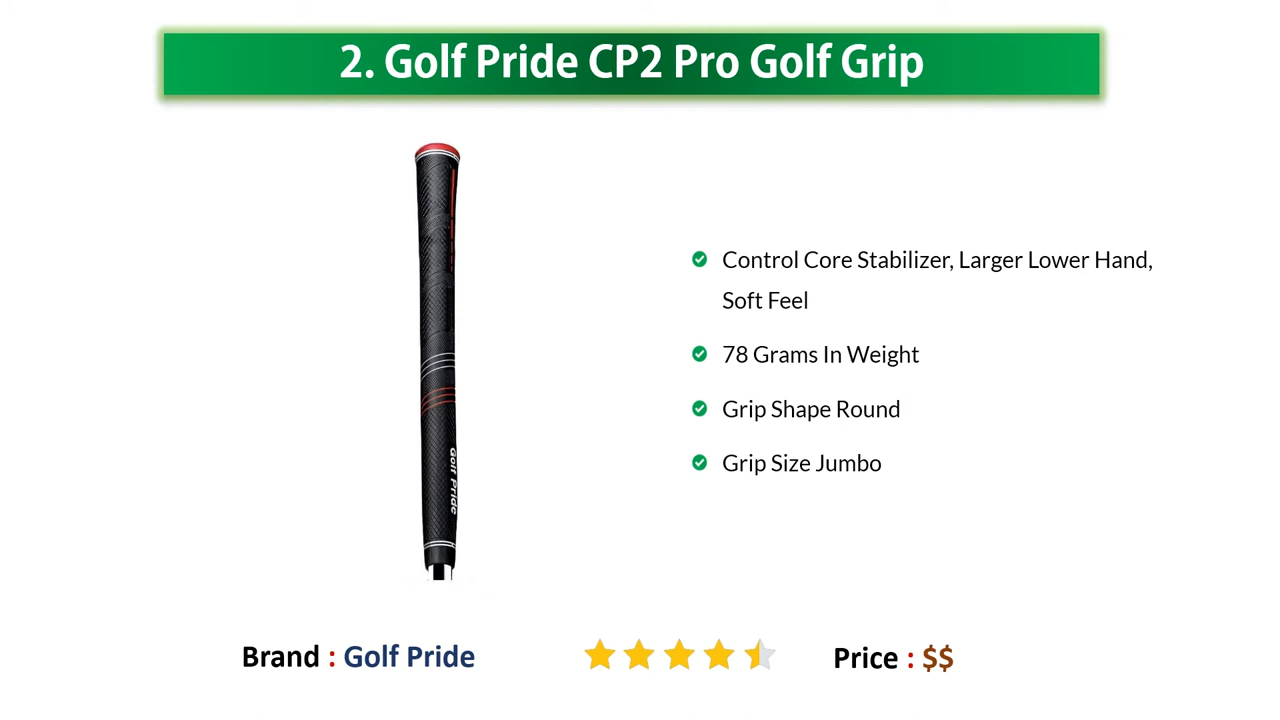 2. Golf Pride CP2 Pro Golf Grip
Control Core Stabilizer, Larger Lower Hand,
Soft Feel
78 Grams In Weight
Grip Shape Round
Grip Size Jumbo
Golf Pride
Brand : Golf Pride
Price : $$